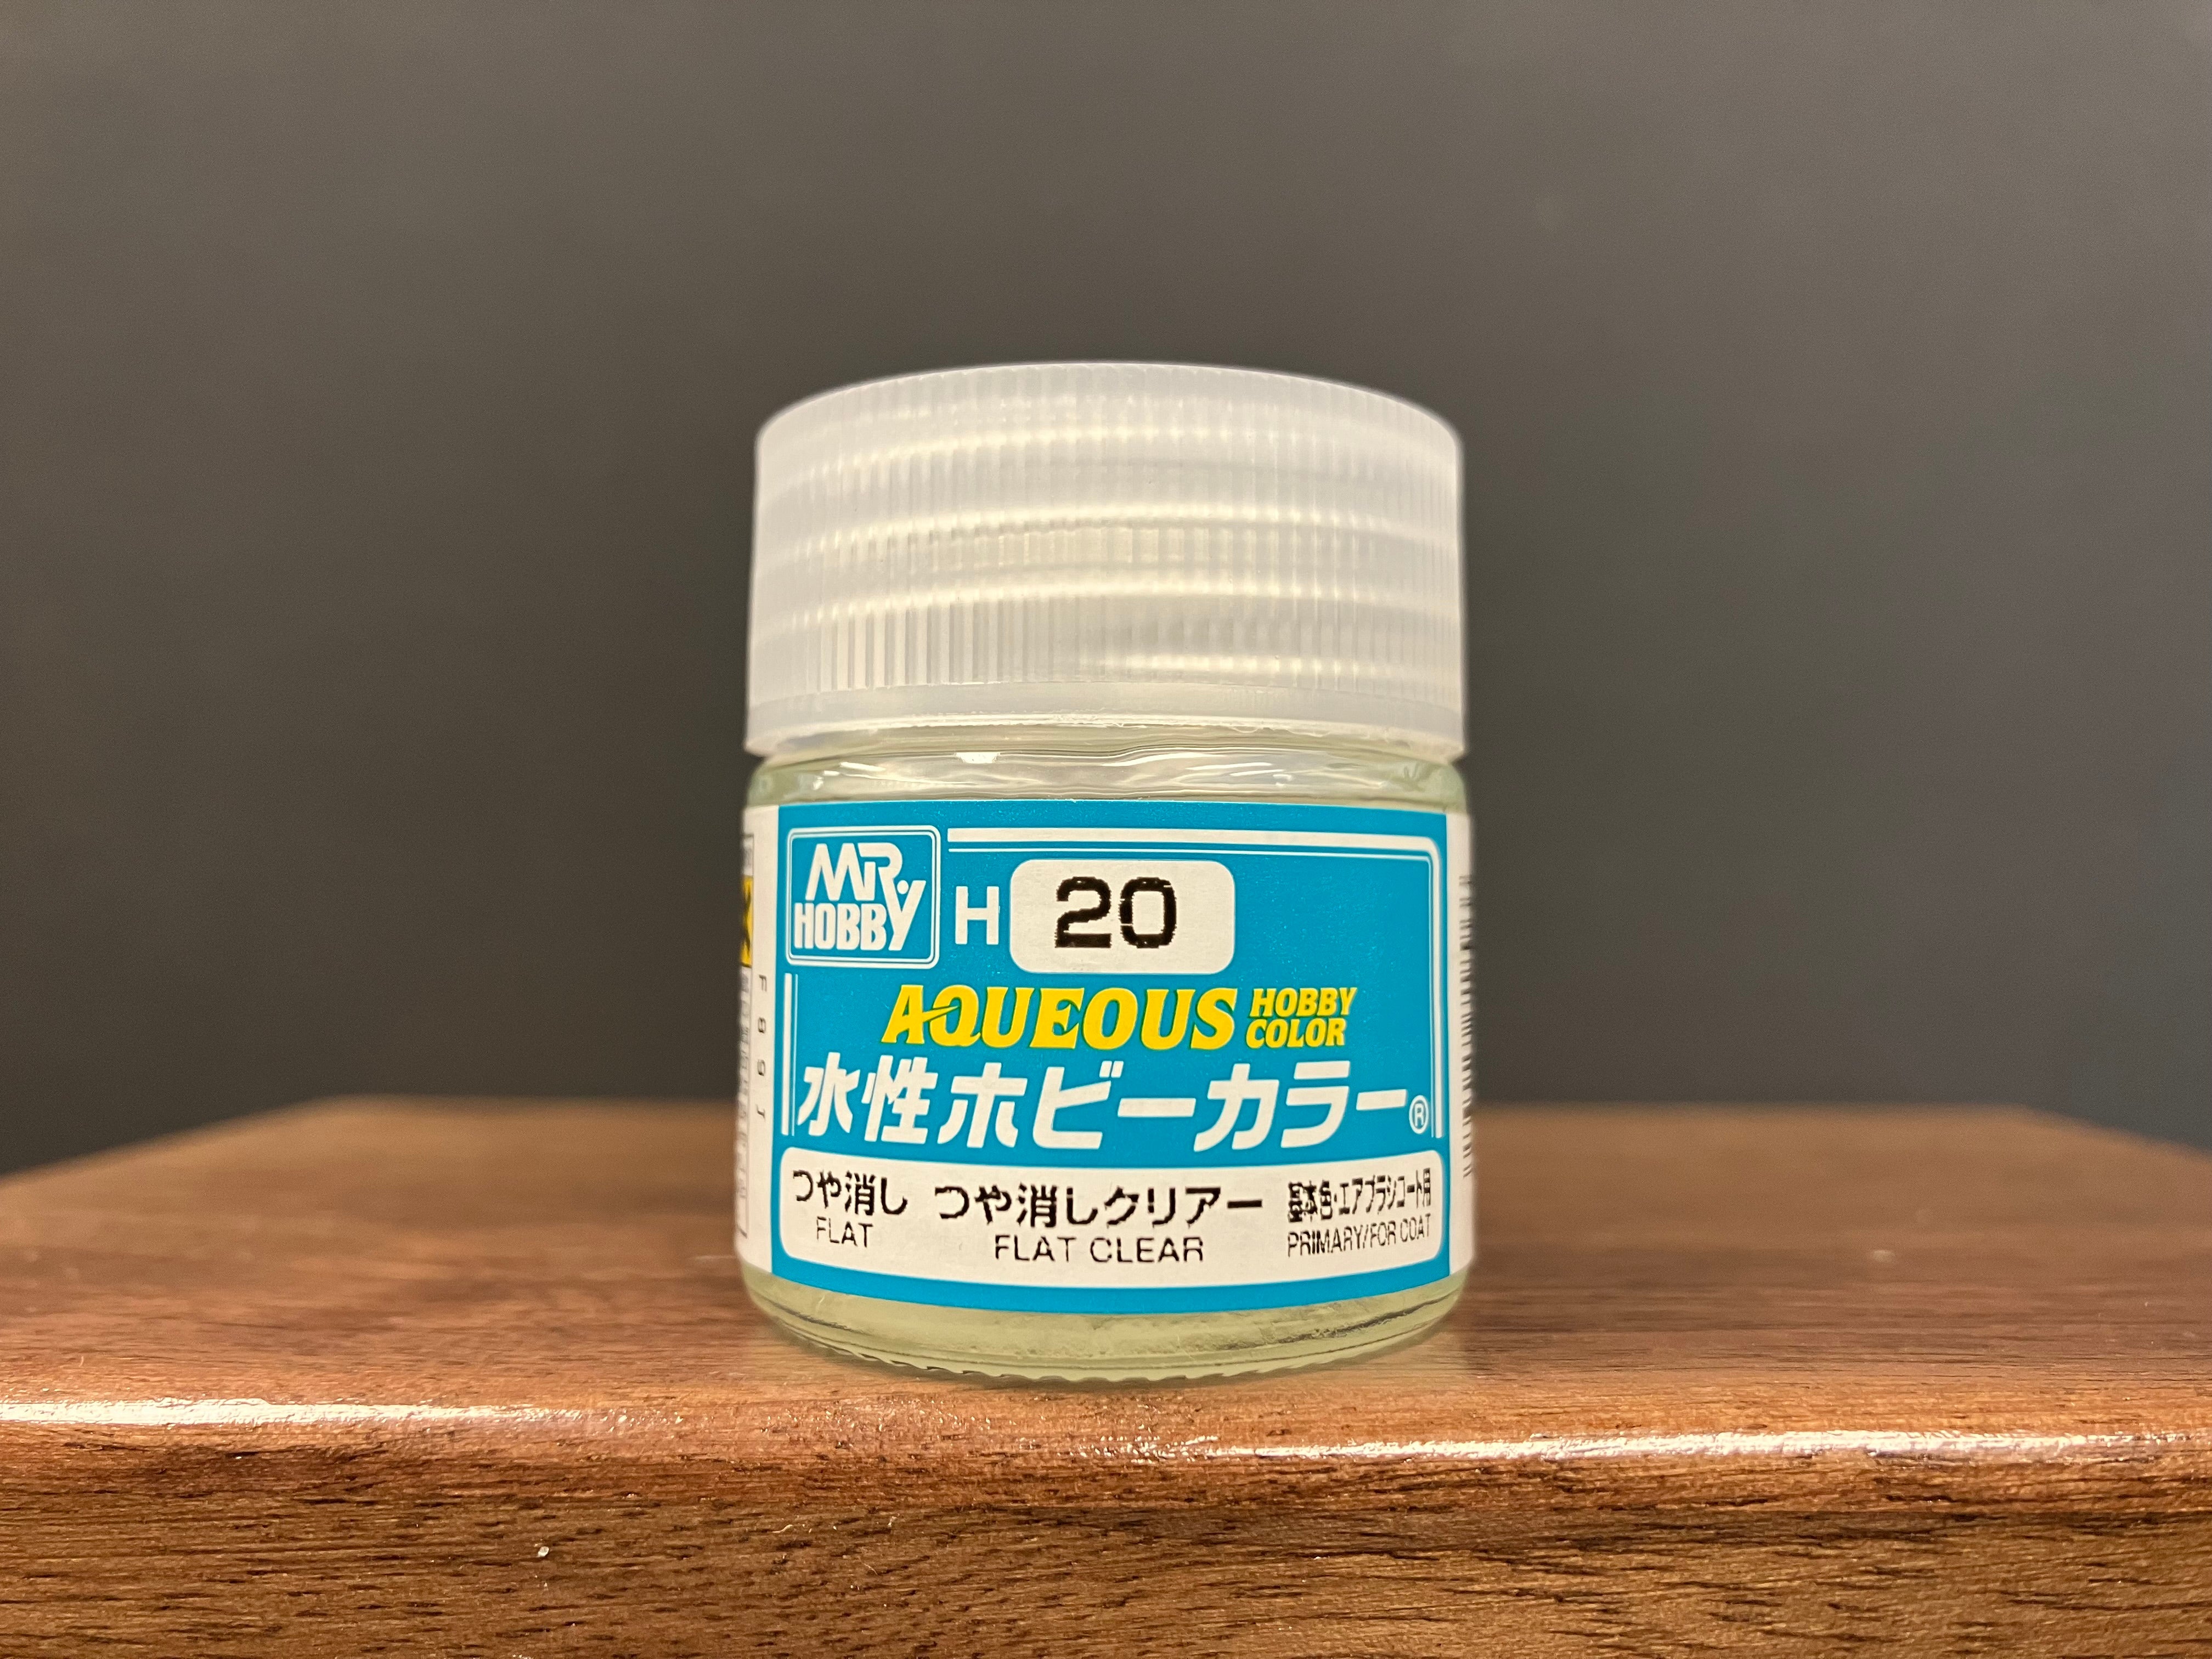 MR. HOBBY
H 20
AQUEOUS HOBBY COLOR
水性ホビーカラー®
つや消し つや消しクリアー 基本色・エアブラシコート用
FLAT FLAT CLEAR PRIMARY/FOR COAT